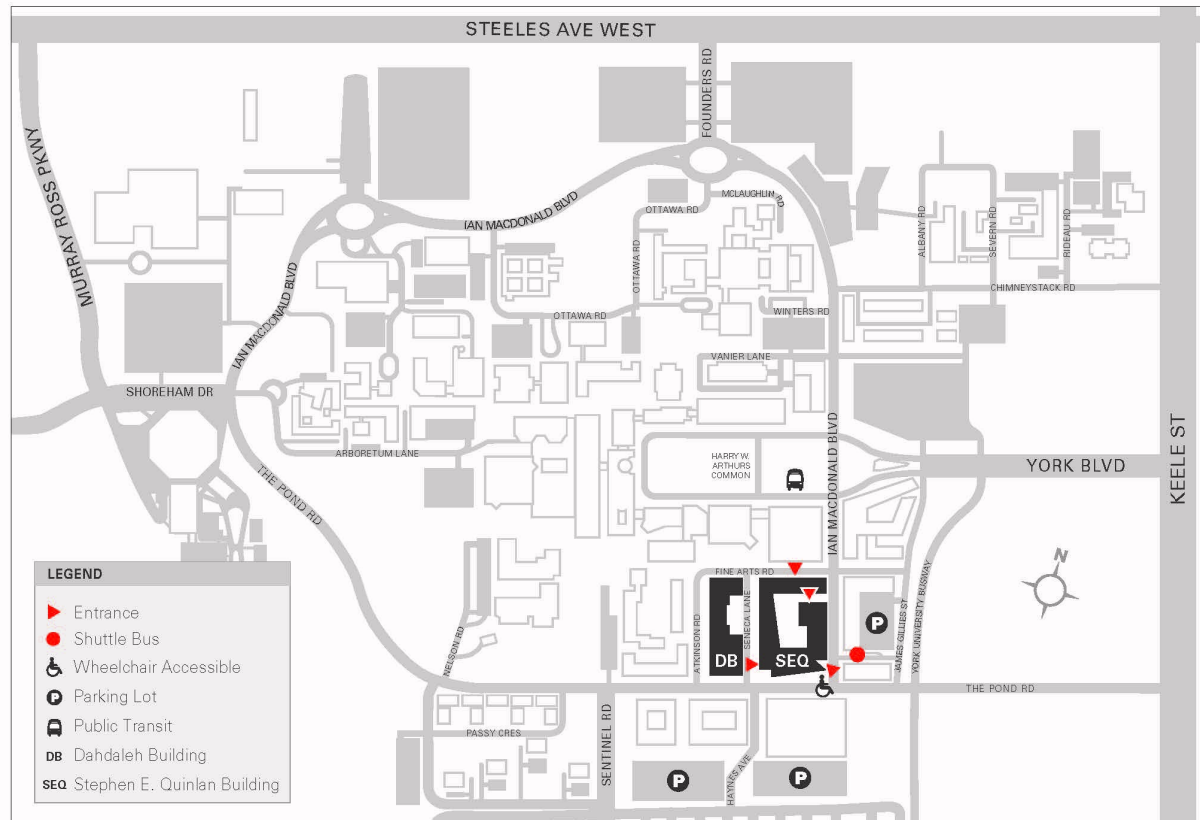 STEELES AVE WEST
FOUNDERS RD
MURRAY ROSS PKWY
MCLAUGHLIN RD
OTTAWA RD
IAN MACDONALD BLVD
ALBANY RD
SEVERN RD
RIDEAU RD
OTTAWA RD
IAN MACDONALD BLVD
CHIMNEYSTACK RD
OTTAWA RD
WINTERS RD
VANIER LANE
SHOREHAM DR
KEELE ST
ARBORETUM LANE
HARRY W.
ARTHURS
COMMON
IAN MACDONALD BLVD
YORK BLVD
THE POND RD
N
FINE ARTS RD
ATKINSON RD
SENECA LANE
DB
SEQ
P
JAMES GILLIES ST
YORK UNIVERSITY BUSWAY
NELSON RD
THE POND RD
SENTINEL RD
PASSY CRES
HAYNES AVE
P
P
LEGEND
Entrance
Shuttle Bus
Wheelchair Accessible
P Parking Lot
Public Transit
DB Dahdaleh Building
SEQ Stephen E. Quinlan Building